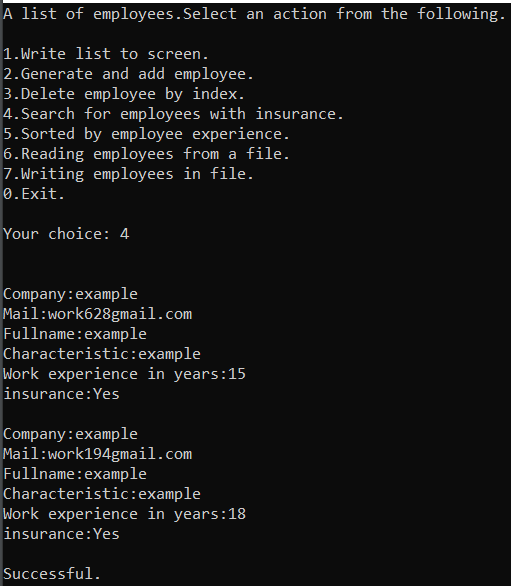 A list of employees.Select an action from the following.
1.Write list to screen.
2.Generate and add employee.
3.Delete employee by index.
4.Search for employees with insurance.
5.Sorted by employee experience.
6.Reading employees from a file.
7.Writing employees in file.
0.Exit.
Your choice: 4
Company:example
Mail:work628gmail.com
Fullname:example
Characteristic:example
Work experience in years:15
insurance:Yes
Company:example
Mail:work194gmail.com
Fullname:example
Characteristic:example
Work experience in years:18
insurance:Yes
Successful.